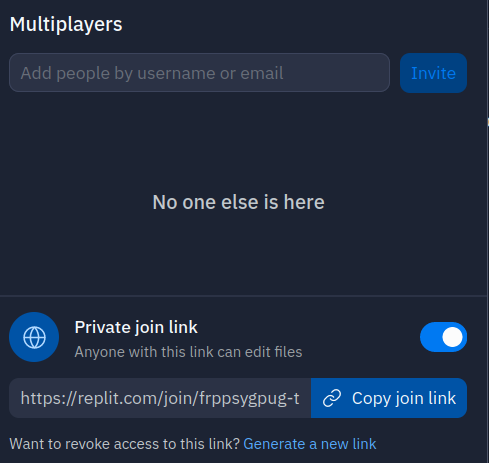 Multiplayers
Add people by username or email
Invite
No one else is here
Private join link
Anyone with this link can edit files
https://replit.com/join/frppsygpug-t
Copy join link
Want to revoke access to this link? Generate a new link